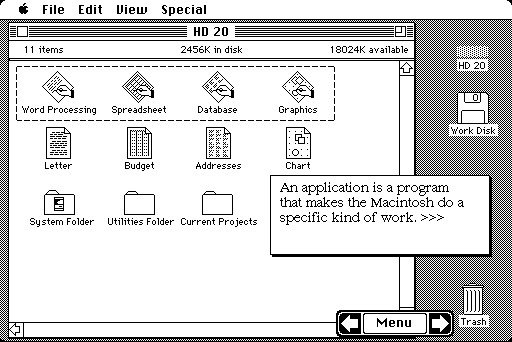 File Edit View Special
HD 20
11 items 2456K in disk 18024K available
Word Processing Spreadsheet Database Graphics
Letter Budget Addresses Chart
System Folder Utilities Folder Current Projects
An application is a program
that makes the Macintosh do a
specific kind of work. >>>
HD 20
Work Disk
Trash
Menu